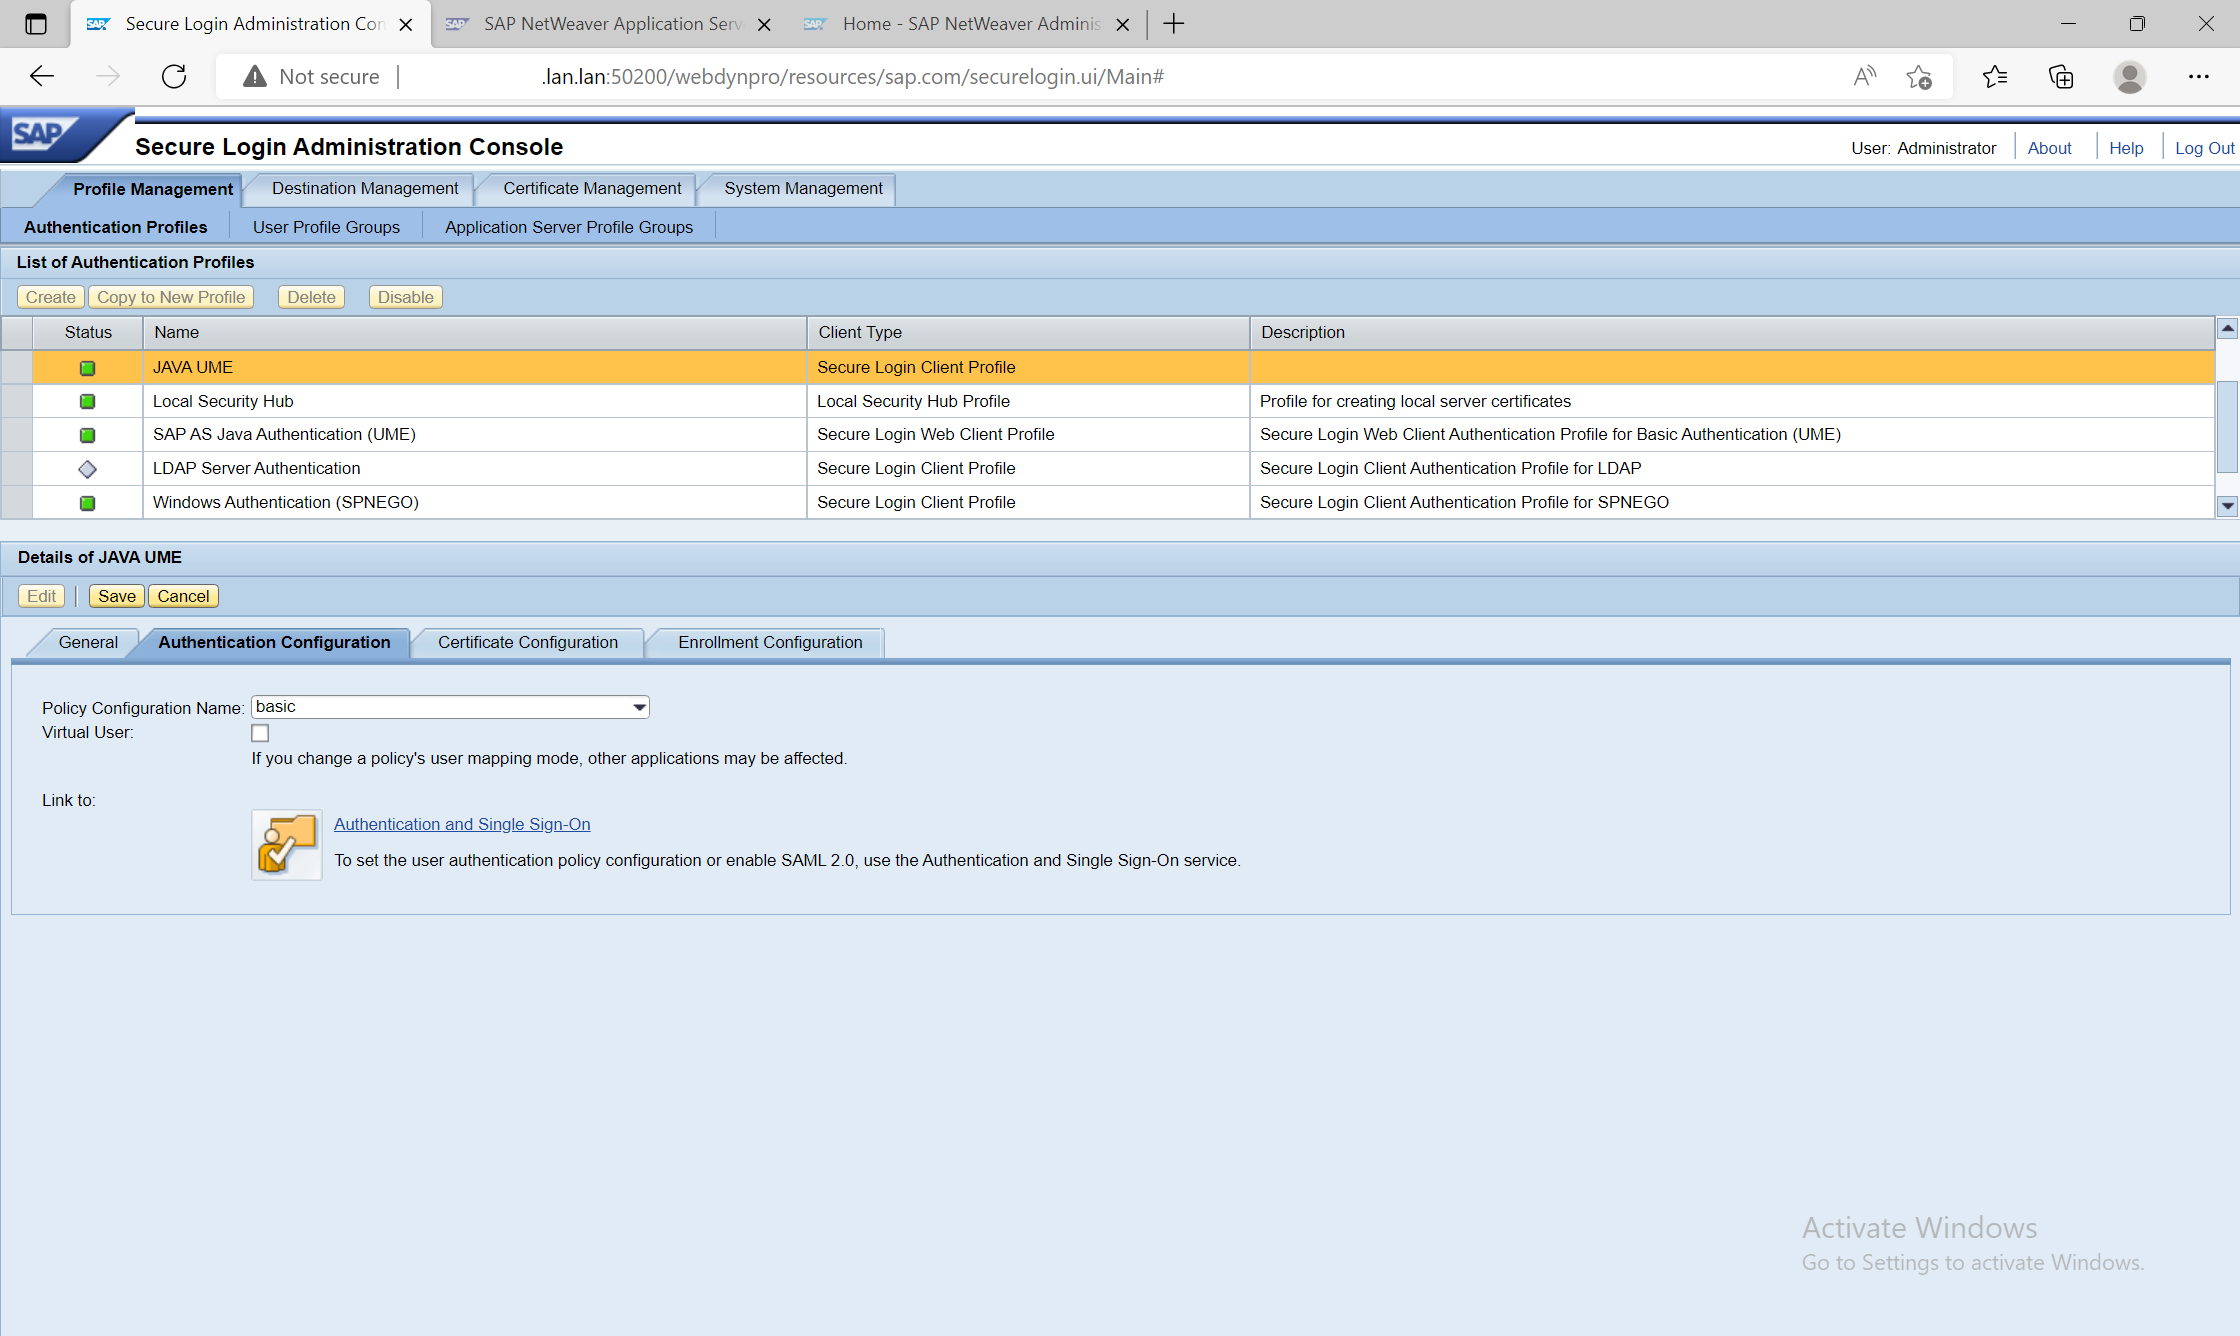 Secure Login Administration Con
SAP NetWeaver Application Serv
Home - SAP NetWeaver Adminis
Not secure
.lan.lan:50200/webdynpro/resources/sap.com/securelogin.ui/Main#
SAP
Secure Login Administration Console
User: Administrator
About
Help
Log Out
Profile Management
Destination Management
Certificate Management
System Management
Authentication Profiles
User Profile Groups
Application Server Profile Groups
List of Authentication Profiles
Create
Copy to New Profile
Delete
Disable
Status
Name
Client Type
Description
JAVA UME
Secure Login Client Profile
Local Security Hub
Local Security Hub Profile
Profile for creating local server certificates
SAP AS Java Authentication (UME)
Secure Login Web Client Profile
Secure Login Web Client Authentication Profile for Basic Authentication (UME)
LDAP Server Authentication
Secure Login Client Profile
Secure Login Client Authentication Profile for LDAP
Windows Authentication (SPNEGO)
Secure Login Client Profile
Secure Login Client Authentication Profile for SPNEGO
Details of JAVA UME
Edit
Save
Cancel
General
Authentication Configuration
Certificate Configuration
Enrollment Configuration
Policy Configuration Name: basic
Virtual User:
If you change a policy's user mapping mode, other applications may be affected.
Link to:
Authentication and Single Sign-On
To set the user authentication policy configuration or enable SAML 2.0, use the Authentication and Single Sign-On service.
Activate Windows
Go to Settings to activate Windows.